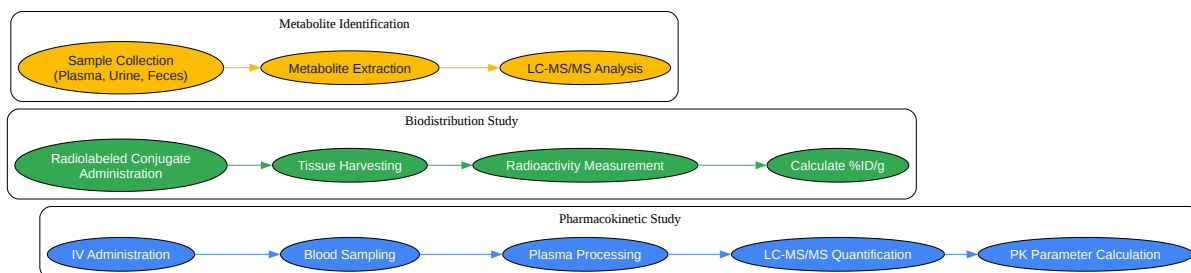 Metabolite Identification
Sample Collection
(Plasma, Urine, Feces)
Metabolite Extraction
LC-MS/MS Analysis
Biodistribution Study
Radiolabeled Conjugate
Administration
Tissue Harvesting
Radioactivity Measurement
Calculate %ID/g
Pharmacokinetic Study
IV Administration
Blood Sampling
Plasma Processing
LC-MS/MS Quantification
PK Parameter Calculation